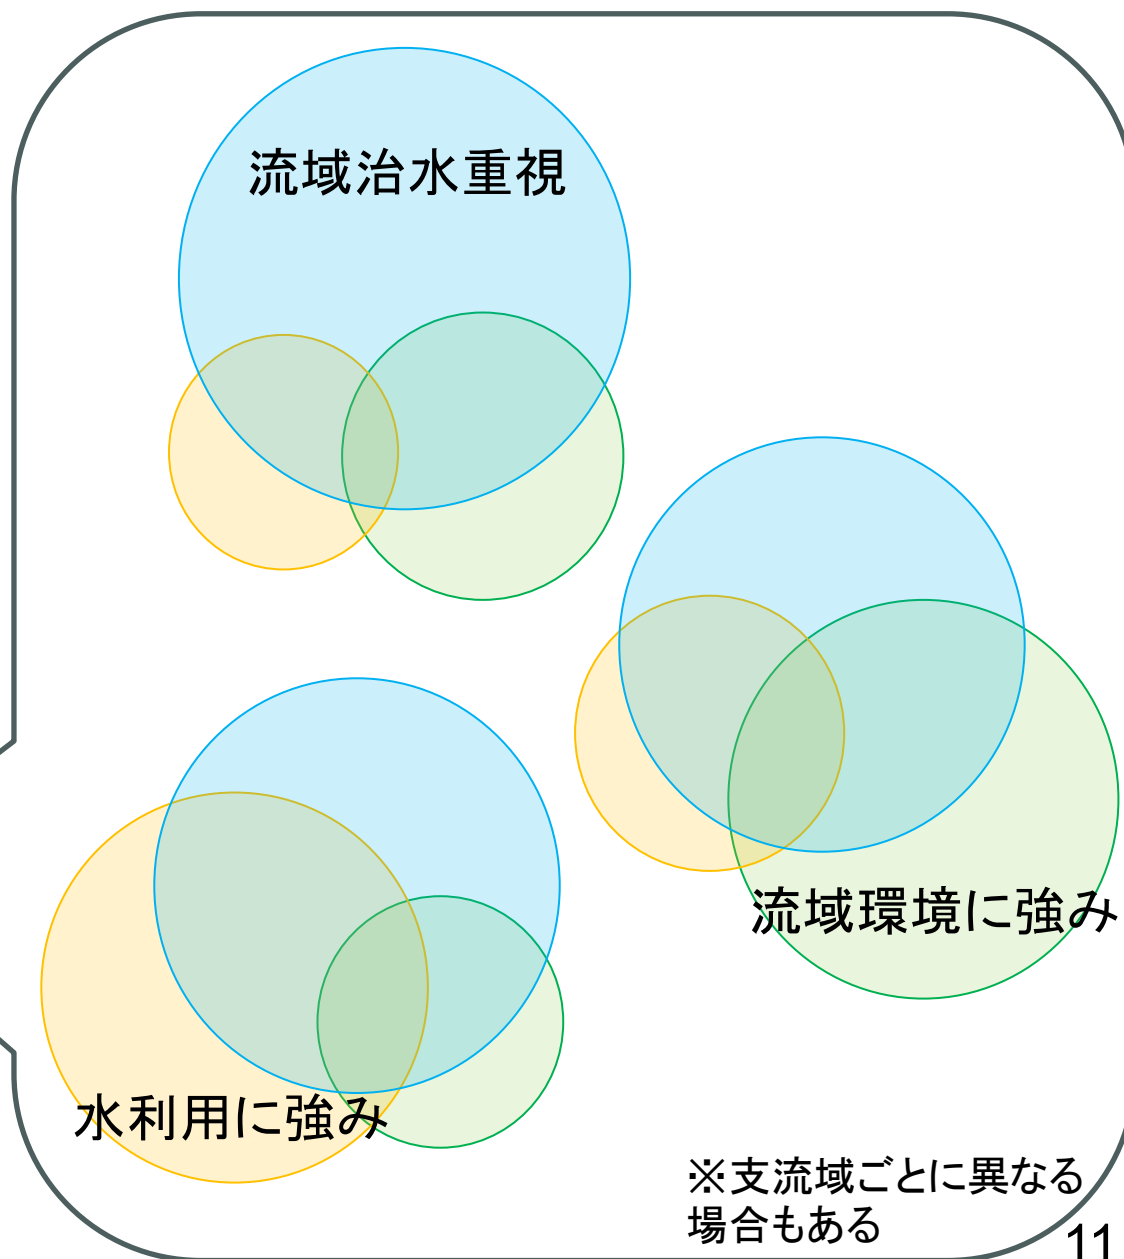 流域治水重視
流域環境に強み
水利用に強み
※支流域ごとに異なる
場合もある
11